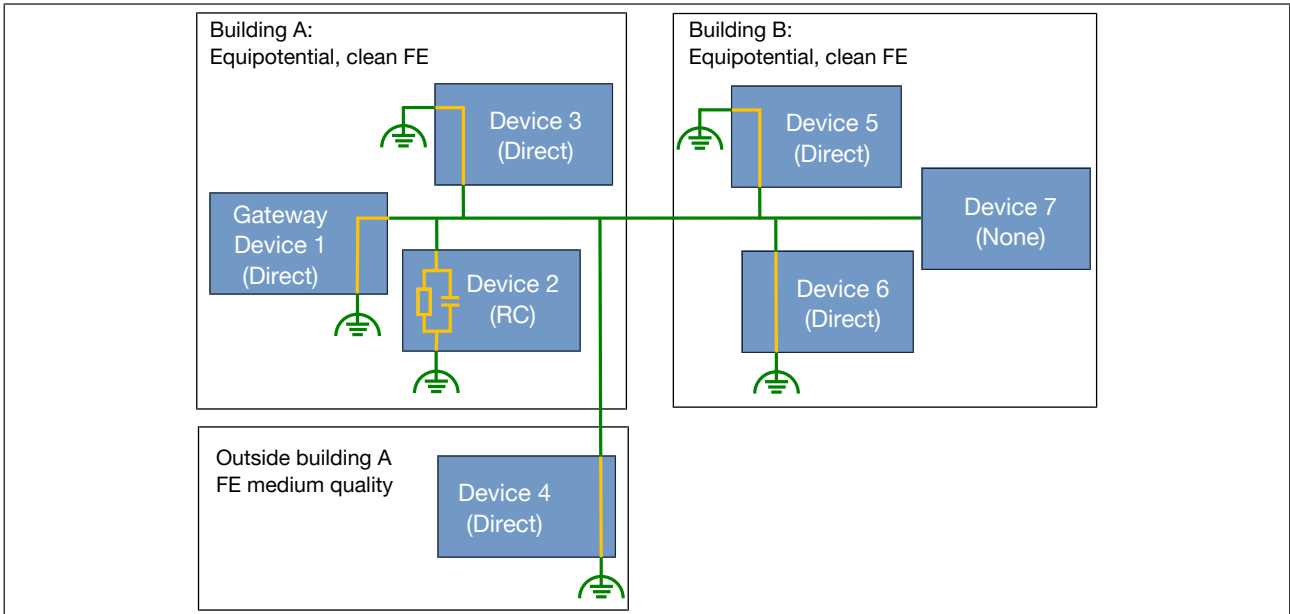 Building A:
Equipotential, clean FE
Device 3
(Direct)
Gateway
Device 1
(Direct)
Device 2
(RC)
Building B:
Equipotential, clean FE
Device 5
(Direct)
Device 7
(None)
Device 6
(Direct)
Outside building A
FE medium quality
Device 4
(Direct)